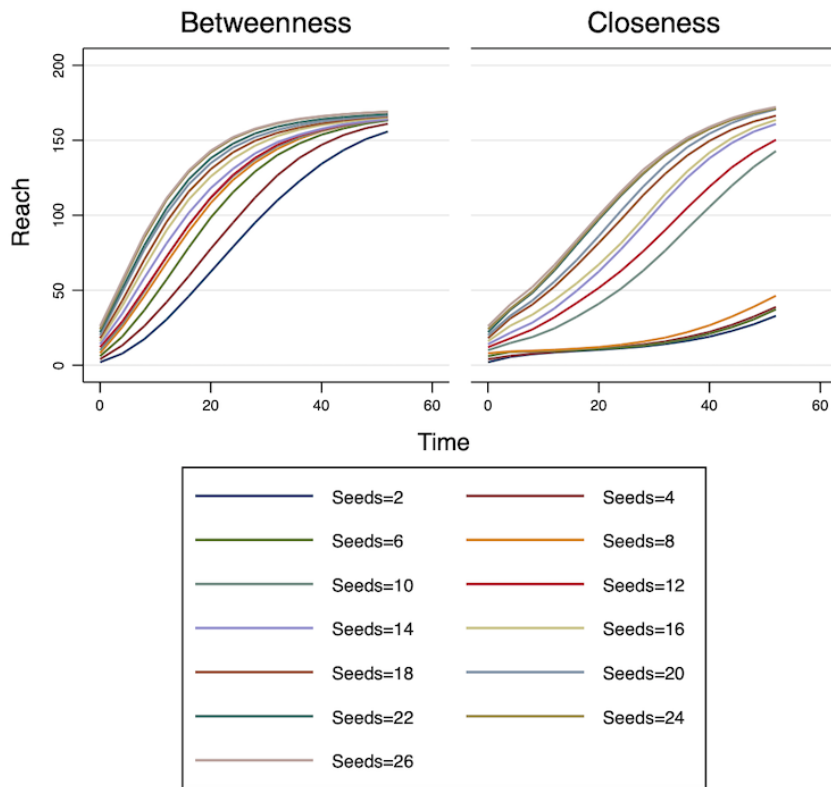 Betweenness
Closeness
200
150
100
50
0
Reach
0 20 40 60
0 20 40 60
Time
Seeds=2
Seeds=4
Seeds=6
Seeds=8
Seeds=10
Seeds=12
Seeds=14
Seeds=16
Seeds=18
Seeds=20
Seeds=22
Seeds=24
Seeds=26